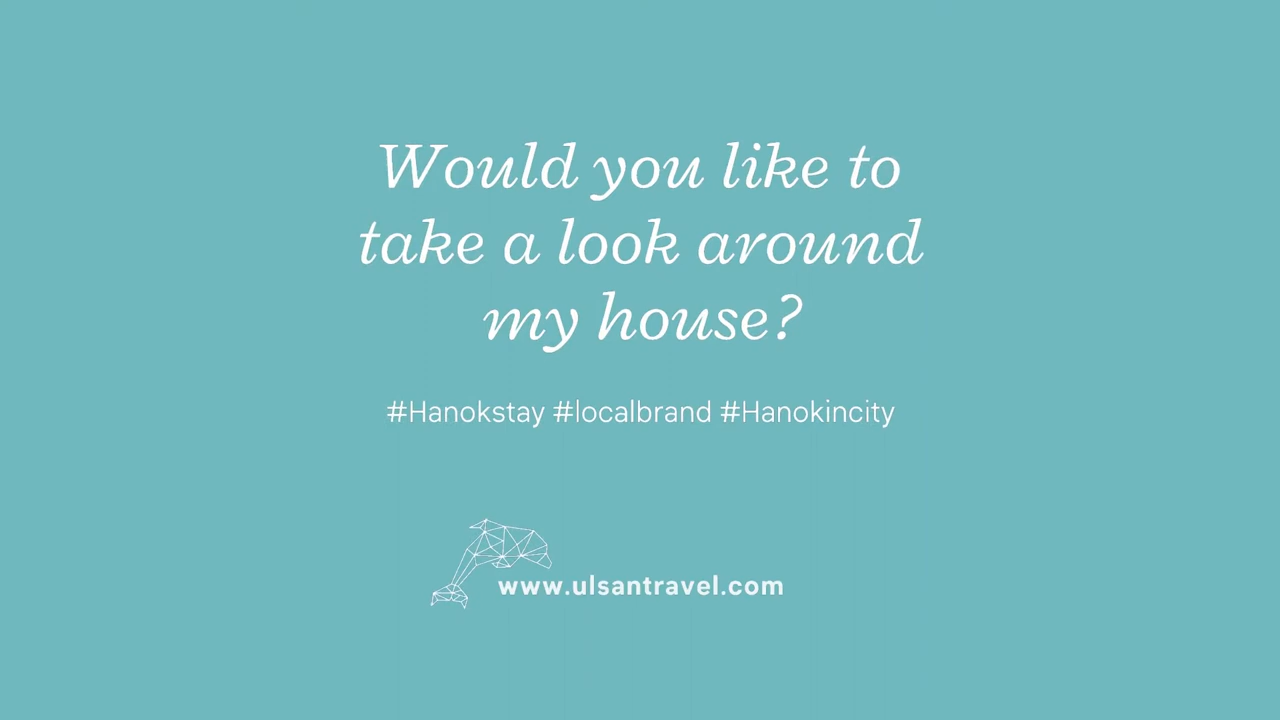 Would you like to
take a look around
my house?
#Hanokstay #localbrand #Hanokincity
www.ulsantravel.com